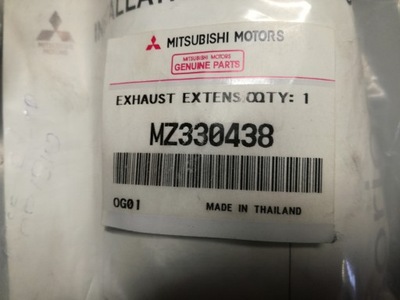 MITSUBISHI MOTORS
MITSUBISHI MOTORS
GENUINE PARTS
EXHAUST EXTENS QTY: 1
MZ330438
OG01 MADE IN THAILAND